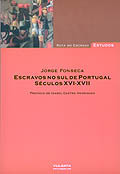 ROTA DO ESCRAVO ESTUDOS
JORGE FONSECA
ESCRAVOS NO SUL DE PORTUGAL
SÉCULOS XVI-XVII
PREFÁCIO DE ISABEL CASTRO HENRIQUES
VULGATA